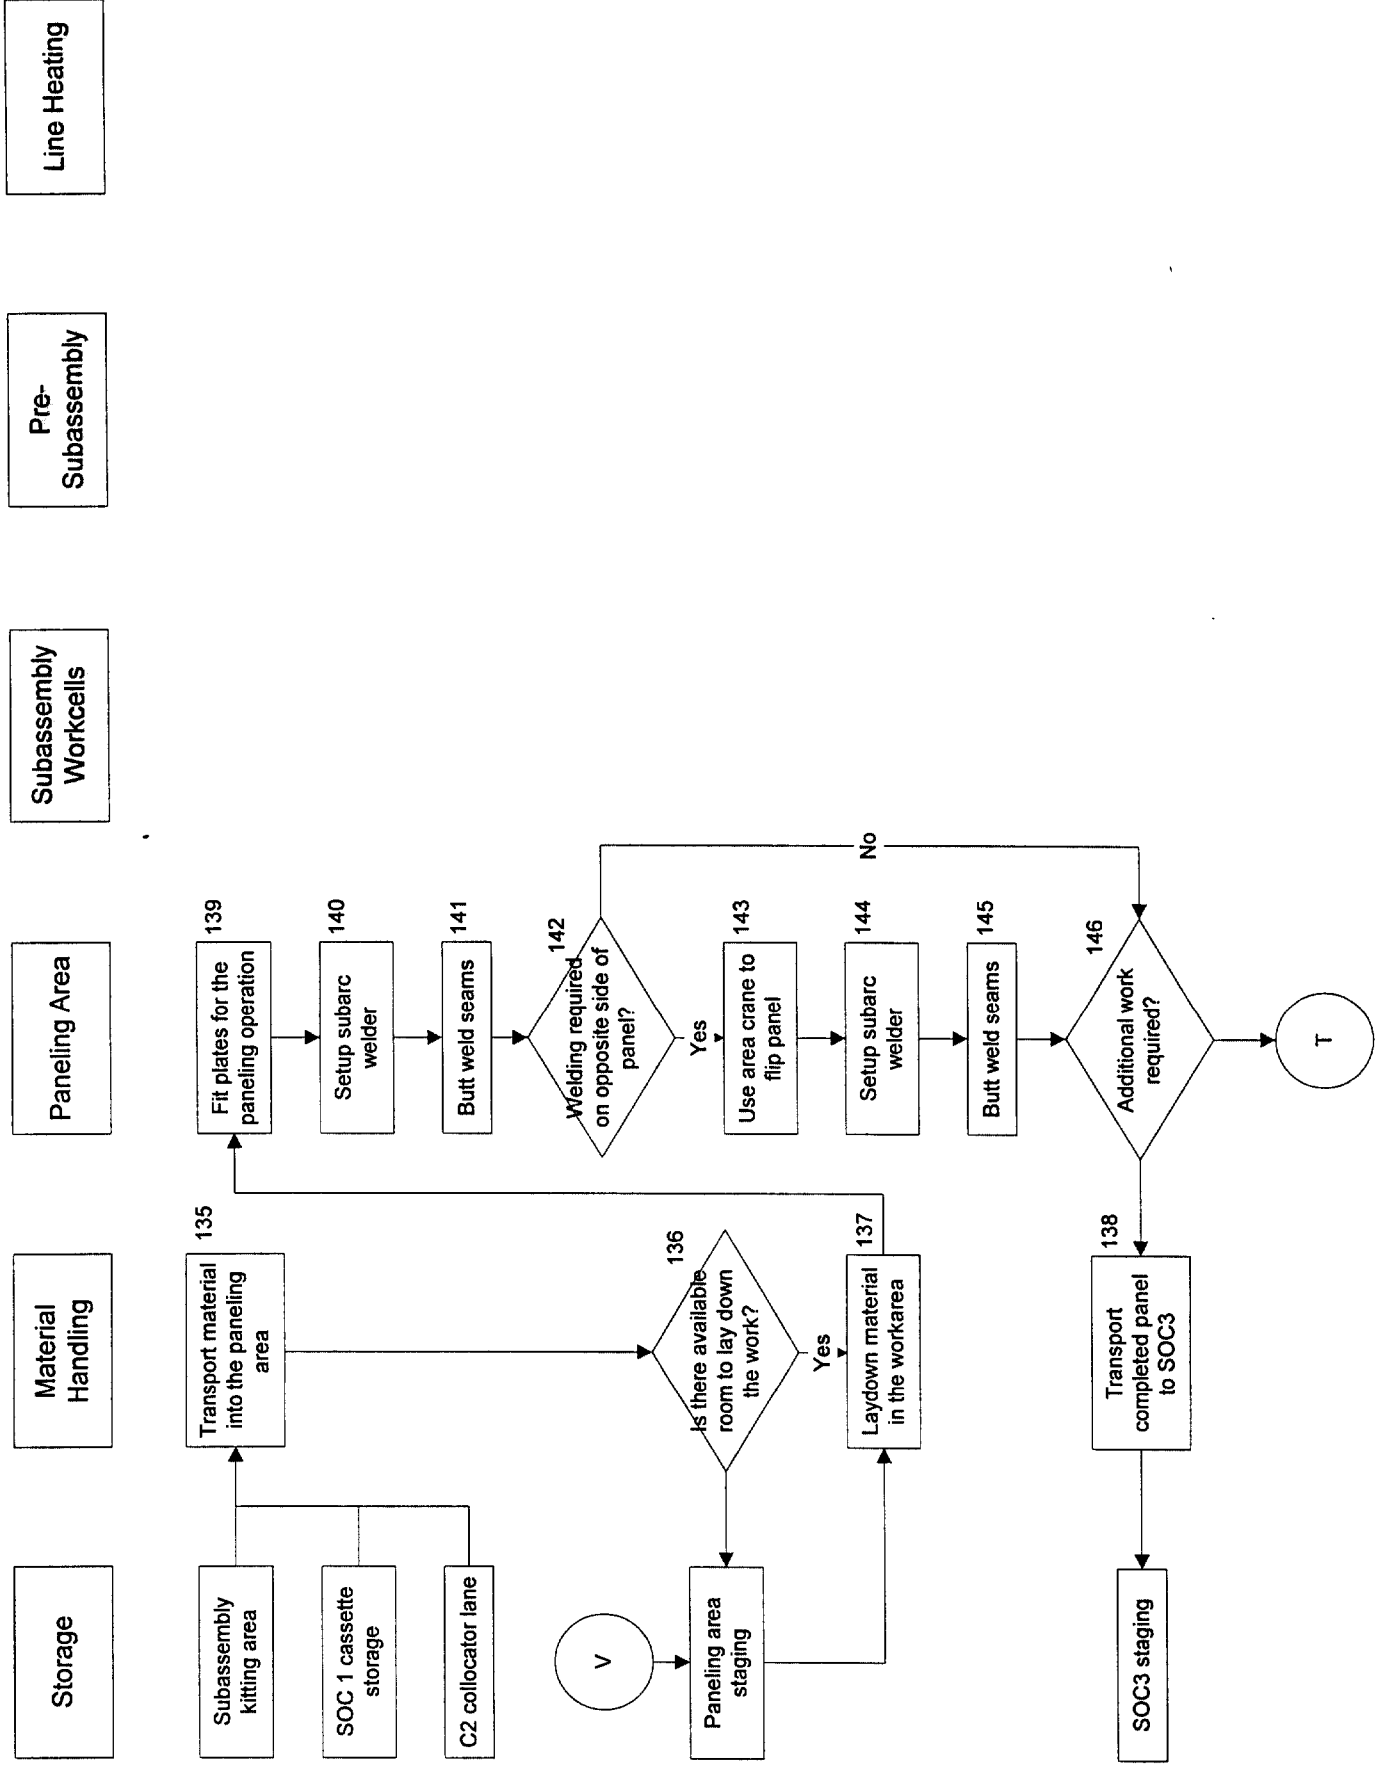 Storage
Material
Handling
Paneling Area
Subassembly
Workcells
Pre-
Subassembly
Line Heating
Subassembly
kitting area
SOC 1 cassette
storage
C2 collocator lane
V
Paneling area
staging
SOC3 staging
135
Transport material
into the paneling
area
136
Is there available
room to lay down
the work?
Yes
137
Laydown material
in the workarea
138
Transport
completed panel
to SOC3
139
Fit plates for the
paneling operation
140
Setup subarc
welder
141
Butt weld seams
142
Welding required
on opposite side of
panel?
No
Yes
143
Use area crane to
flip panel
144
Setup subarc
welder
145
Butt weld seams
146
Additional work
required?
T